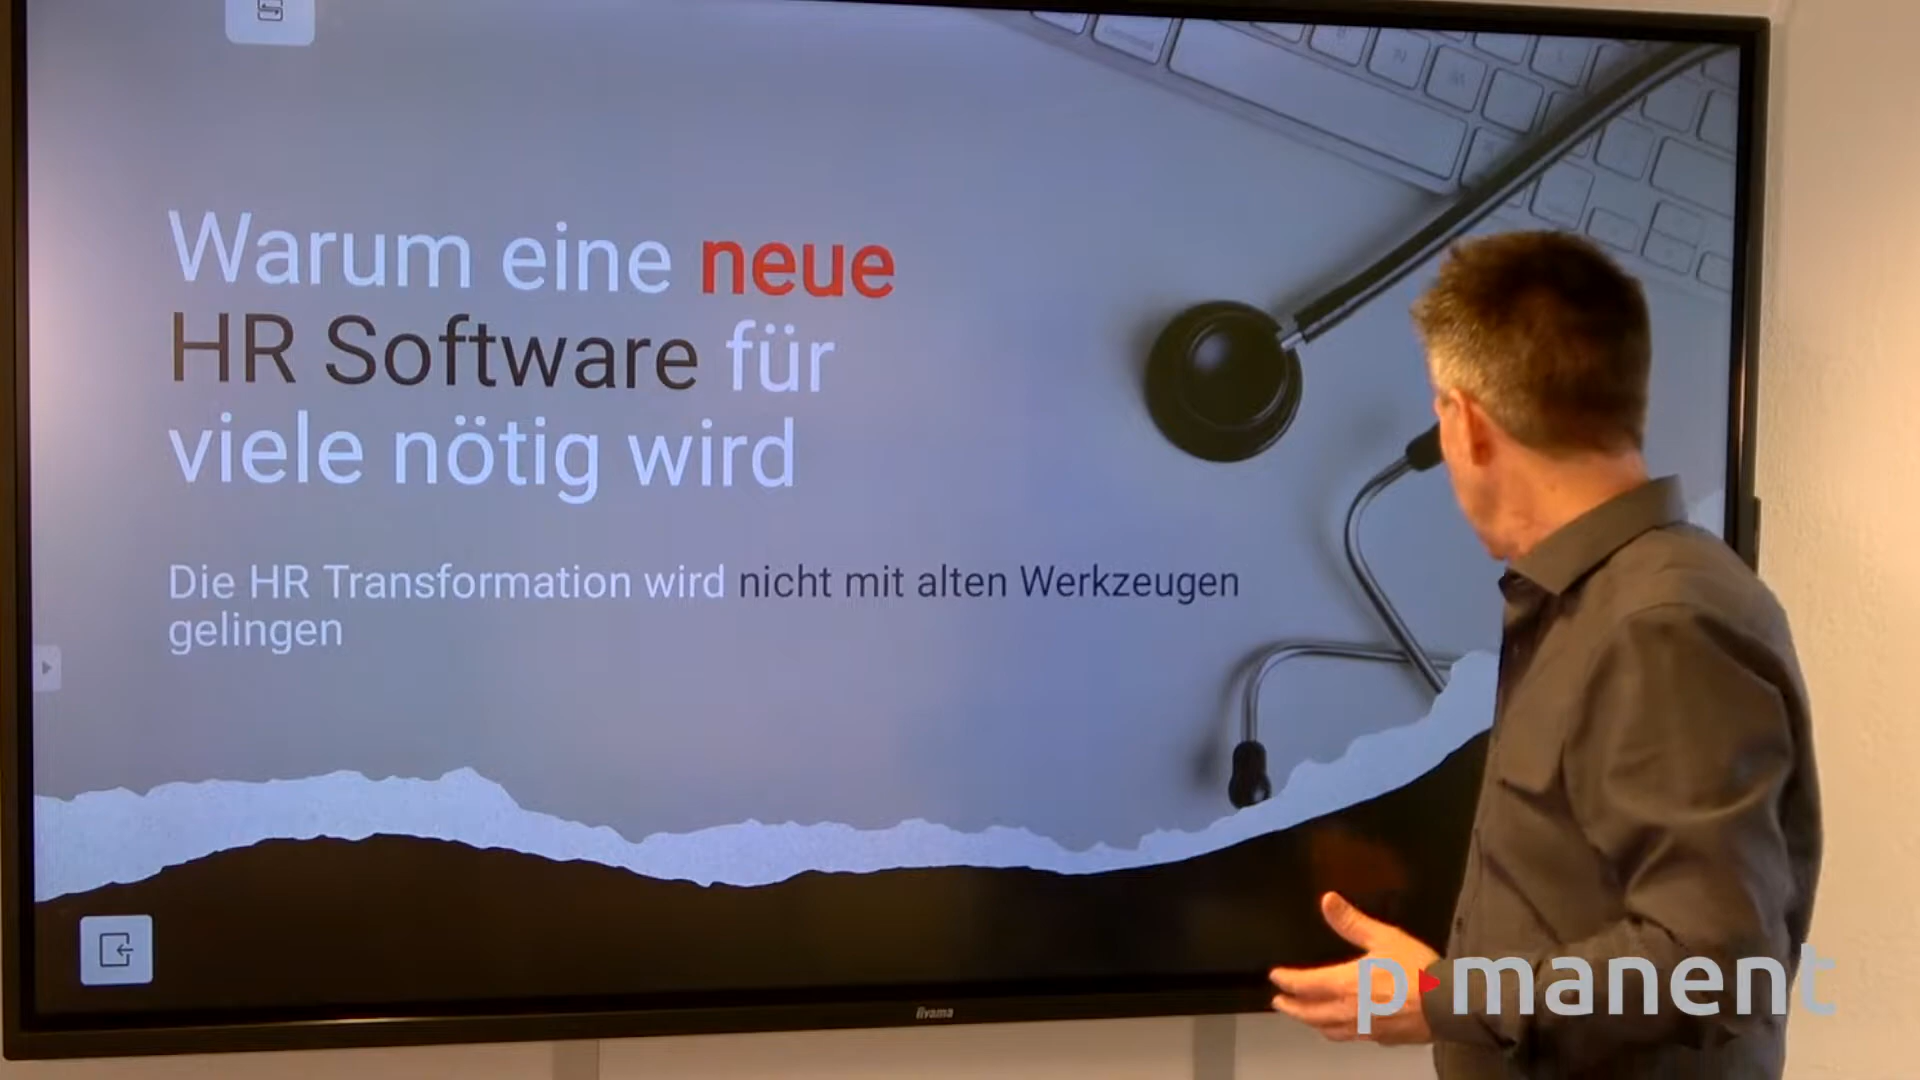 Warum eine neue
HR Software für
viele nötig wird
Die HR Transformation wird nicht mit alten Werkzeugen
gelingen
iiyama
p manent